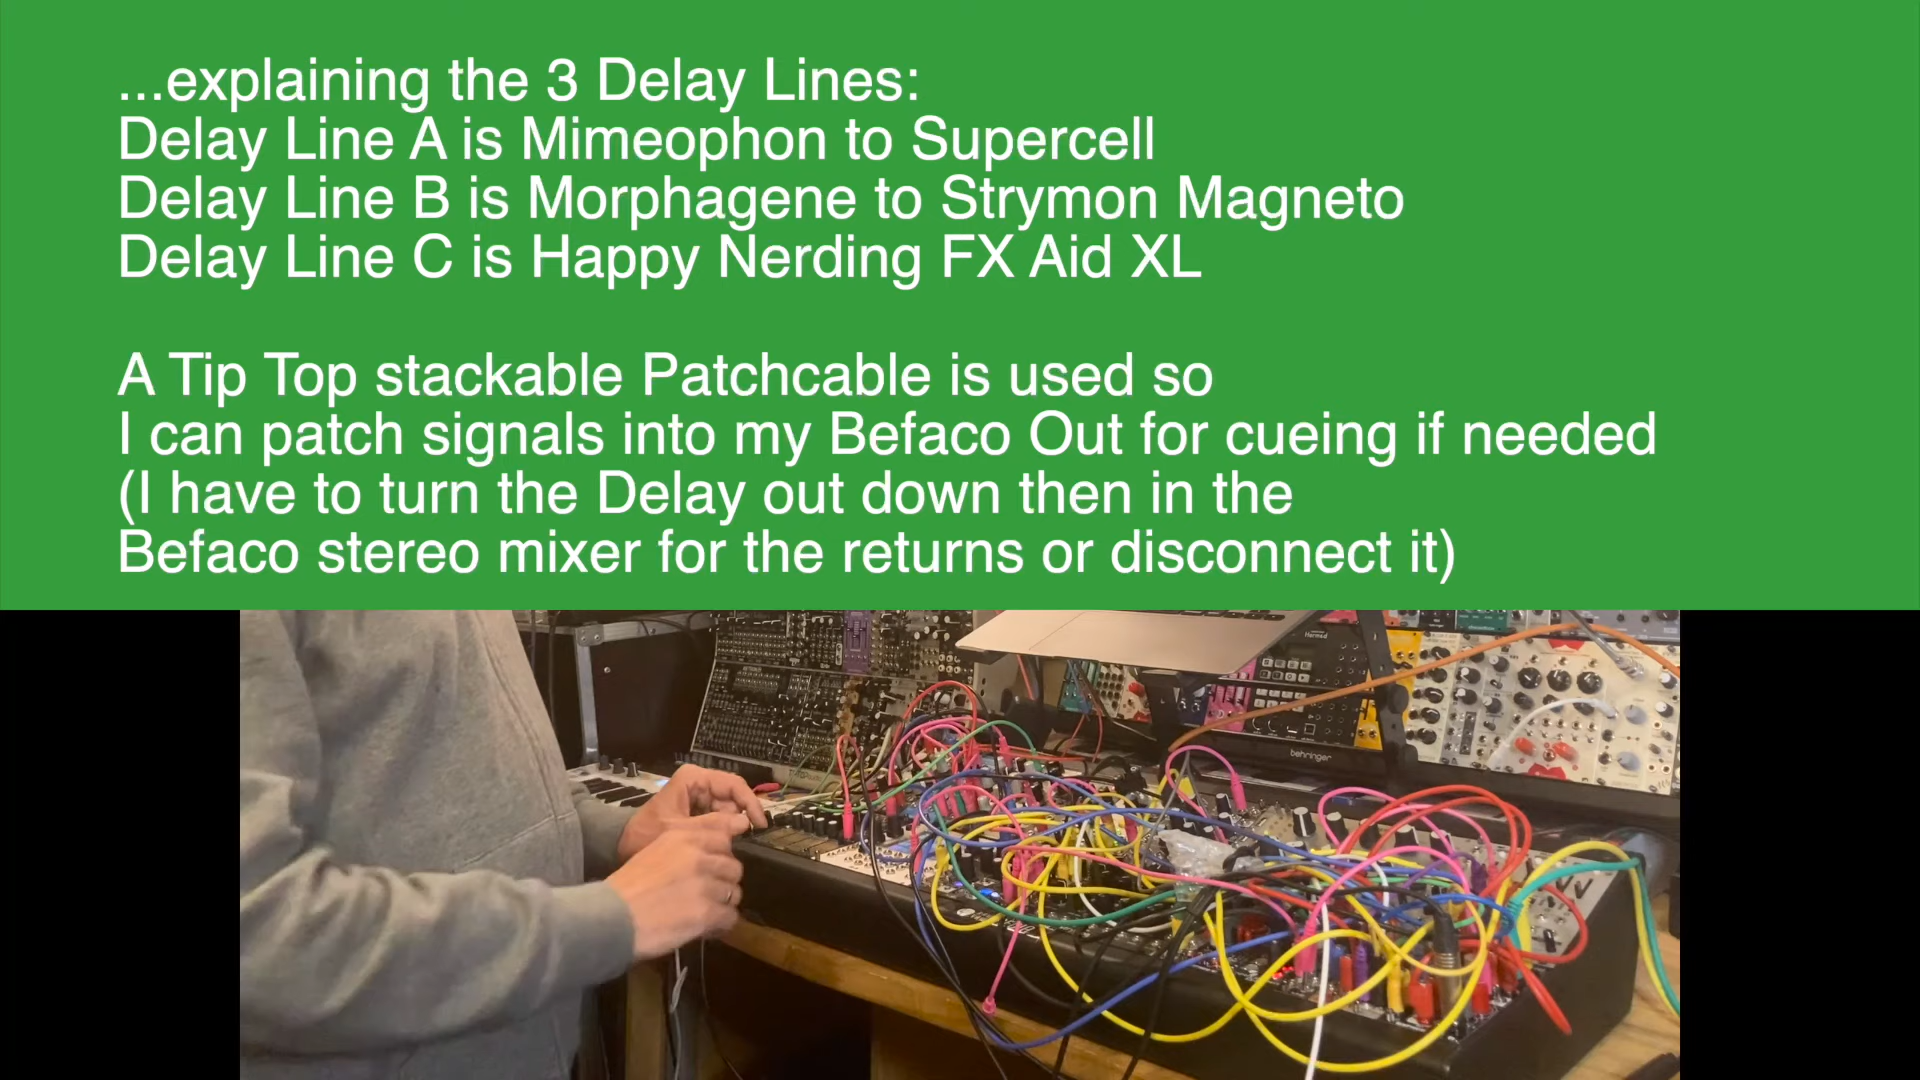 ...explaining the 3 Delay Lines:
Delay Line A is Mimeophon to Supercell
Delay Line B is Morphagene to Strymon Magneto
Delay Line C is Happy Nerding FX Aid XL
A Tip Top stackable Patchcable is used so
I can patch signals into my Befaco Out for cueing if needed
(I have to turn the Delay out down then in the
Befaco stereo mixer for the returns or disconnect it)
behringer